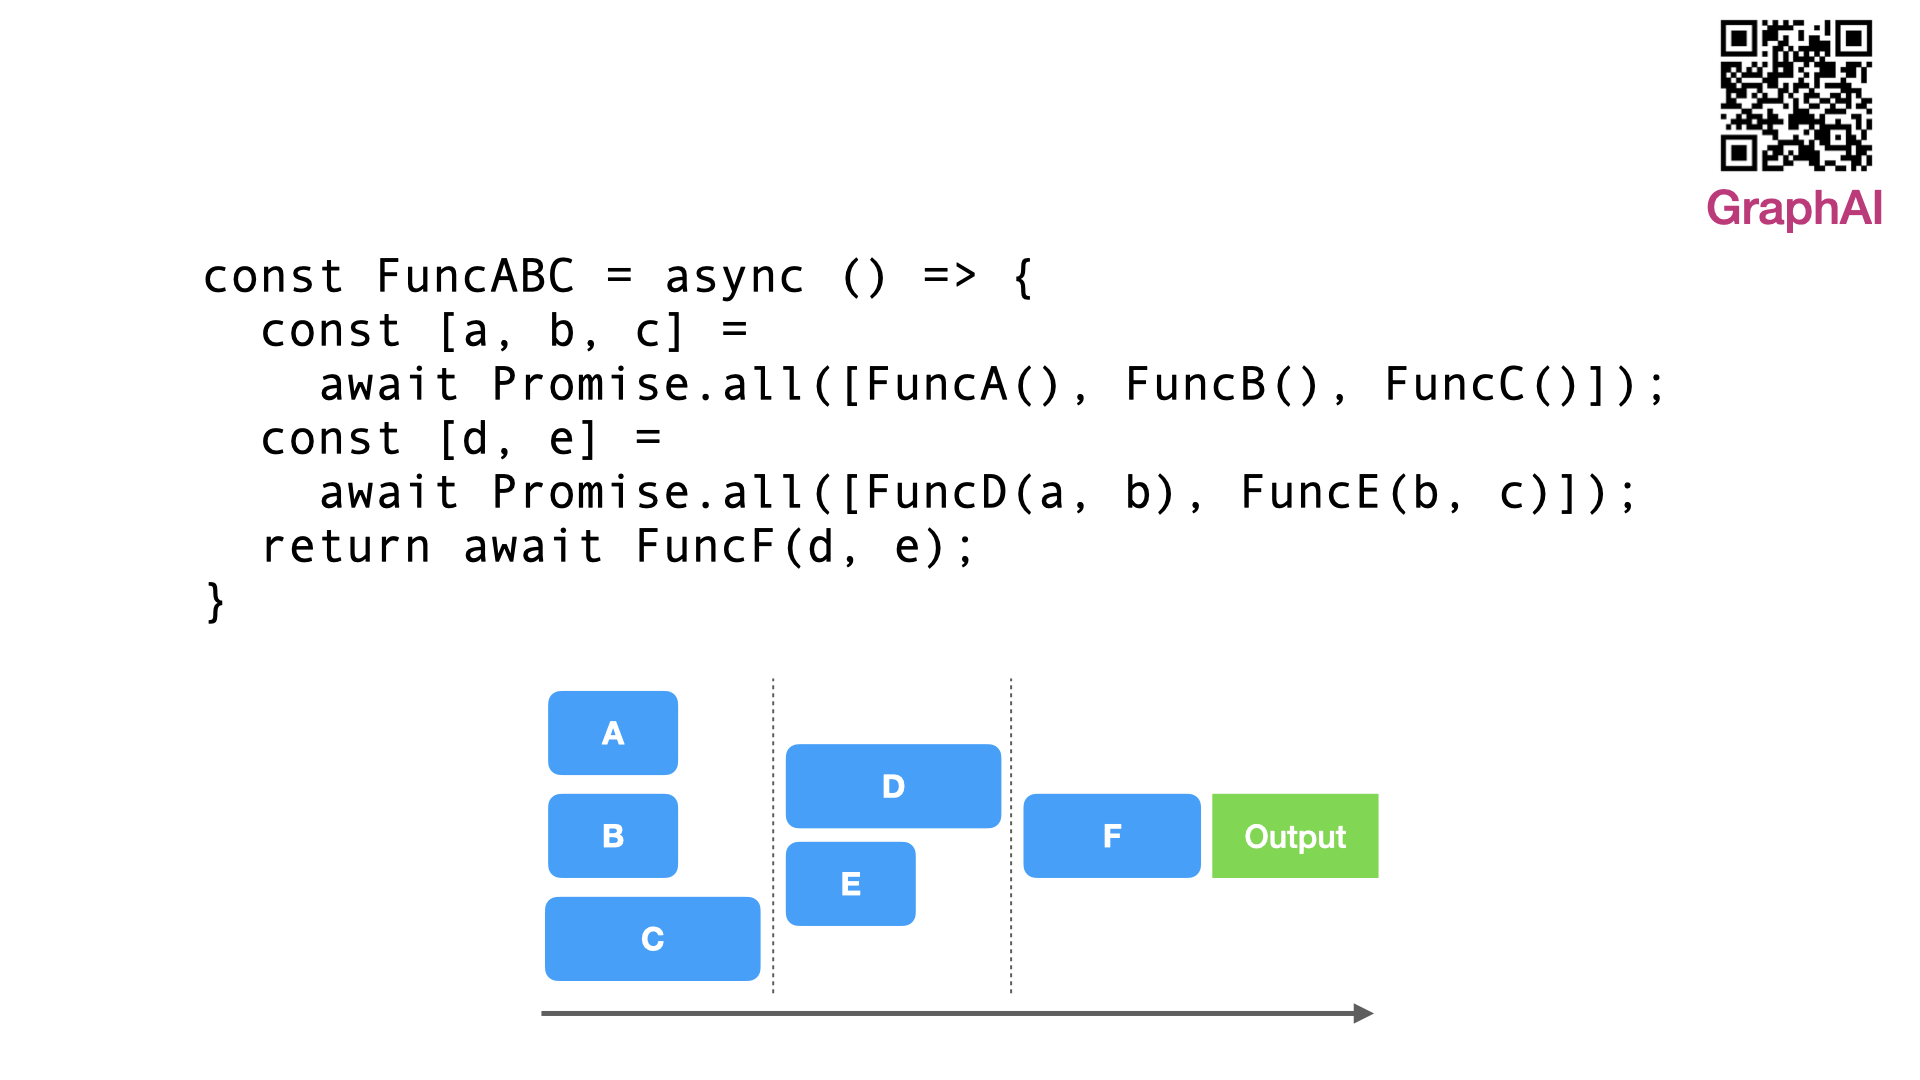 GraphAI
const FuncABC = async () => {
  const [a, b, c] =
    await Promise.all([FuncA(), FuncB(), FuncC()]);
  const [d, e] =
    await Promise.all([FuncD(a, b), FuncE(b, c)]);
  return await FuncF(d, e);
}
A
D
B
F
Output
E
C